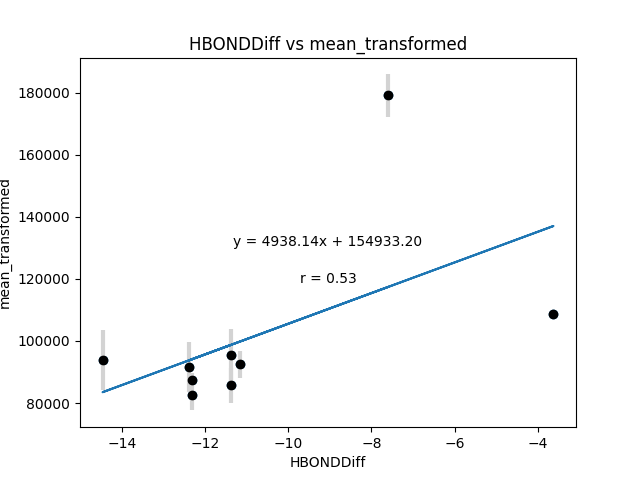 HBONDDiff vs mean_transformed
180000
160000
140000
120000
100000
80000
mean_transformed
y = 4938.14x + 154933.20
r = 0.53
−14
−12
−10
−8
−6
−4
HBONDDiff